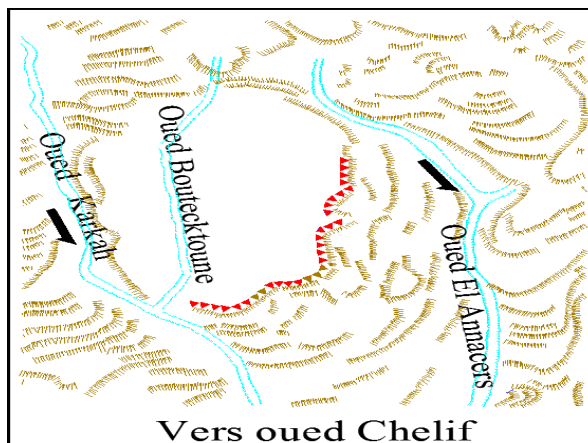 Oued Karkah
Oued Boutecktoune
Oued El Annacers
Vers oued Chelif